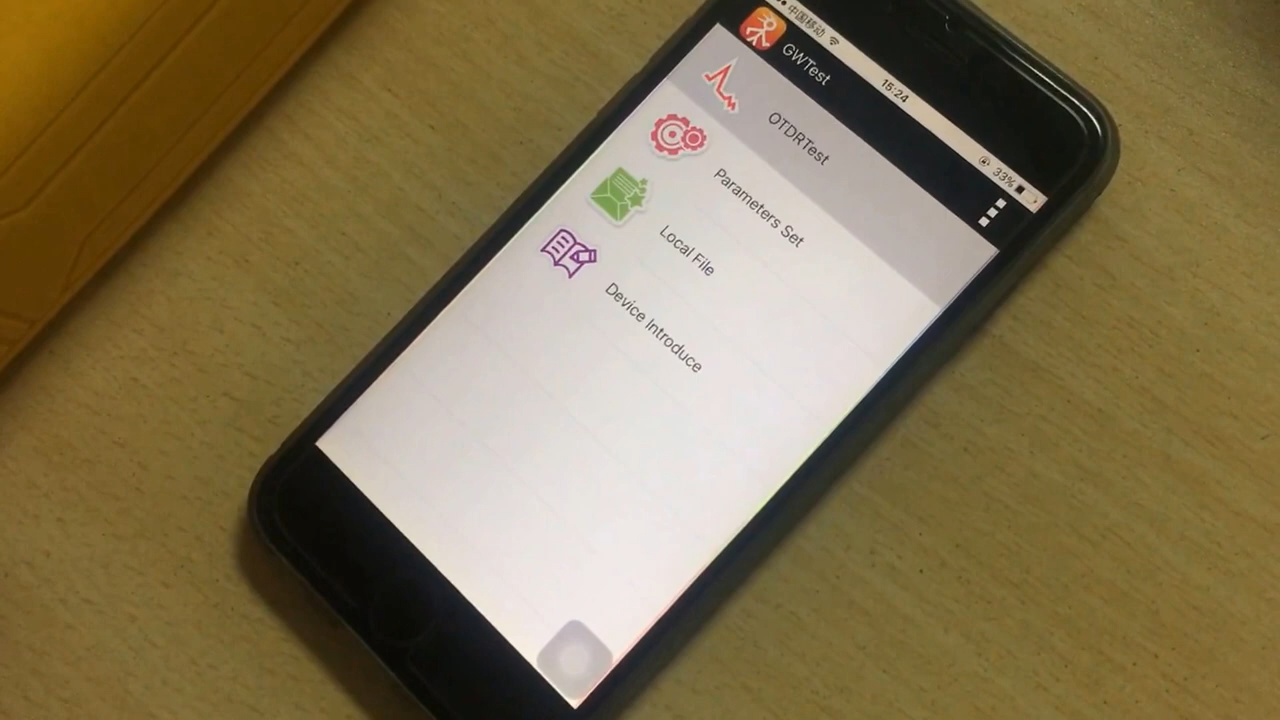 中国移动 15:24 33%
GWTest
OTDRTest
Parameters Set
Local File
Device Introduce